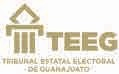 TEEG
TRIBUNAL ESTATAL ELECTORAL
DE GUANAJUATO